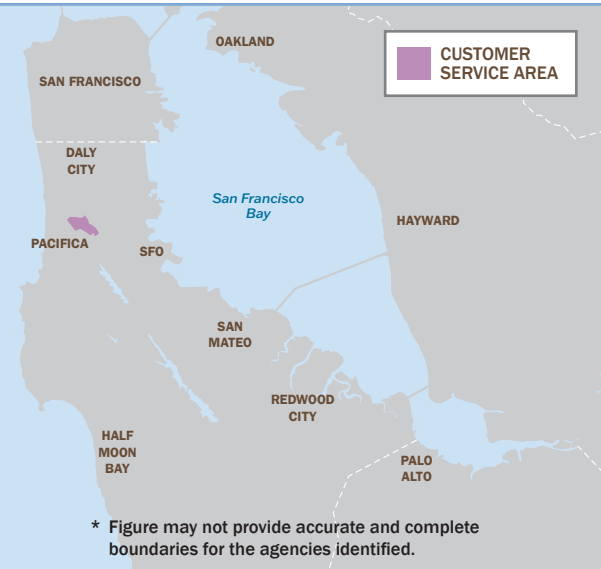 OAKLAND
CUSTOMER
SERVICE AREA
SAN FRANCISCO
DALY
CITY
San Francisco
Bay
HAYWARD
PACIFICA
SFO
SAN
MATEO
REDWOOD
CITY
HALF
MOON
BAY
PALO
ALTO
* Figure may not provide accurate and complete
boundaries for the agencies identified.